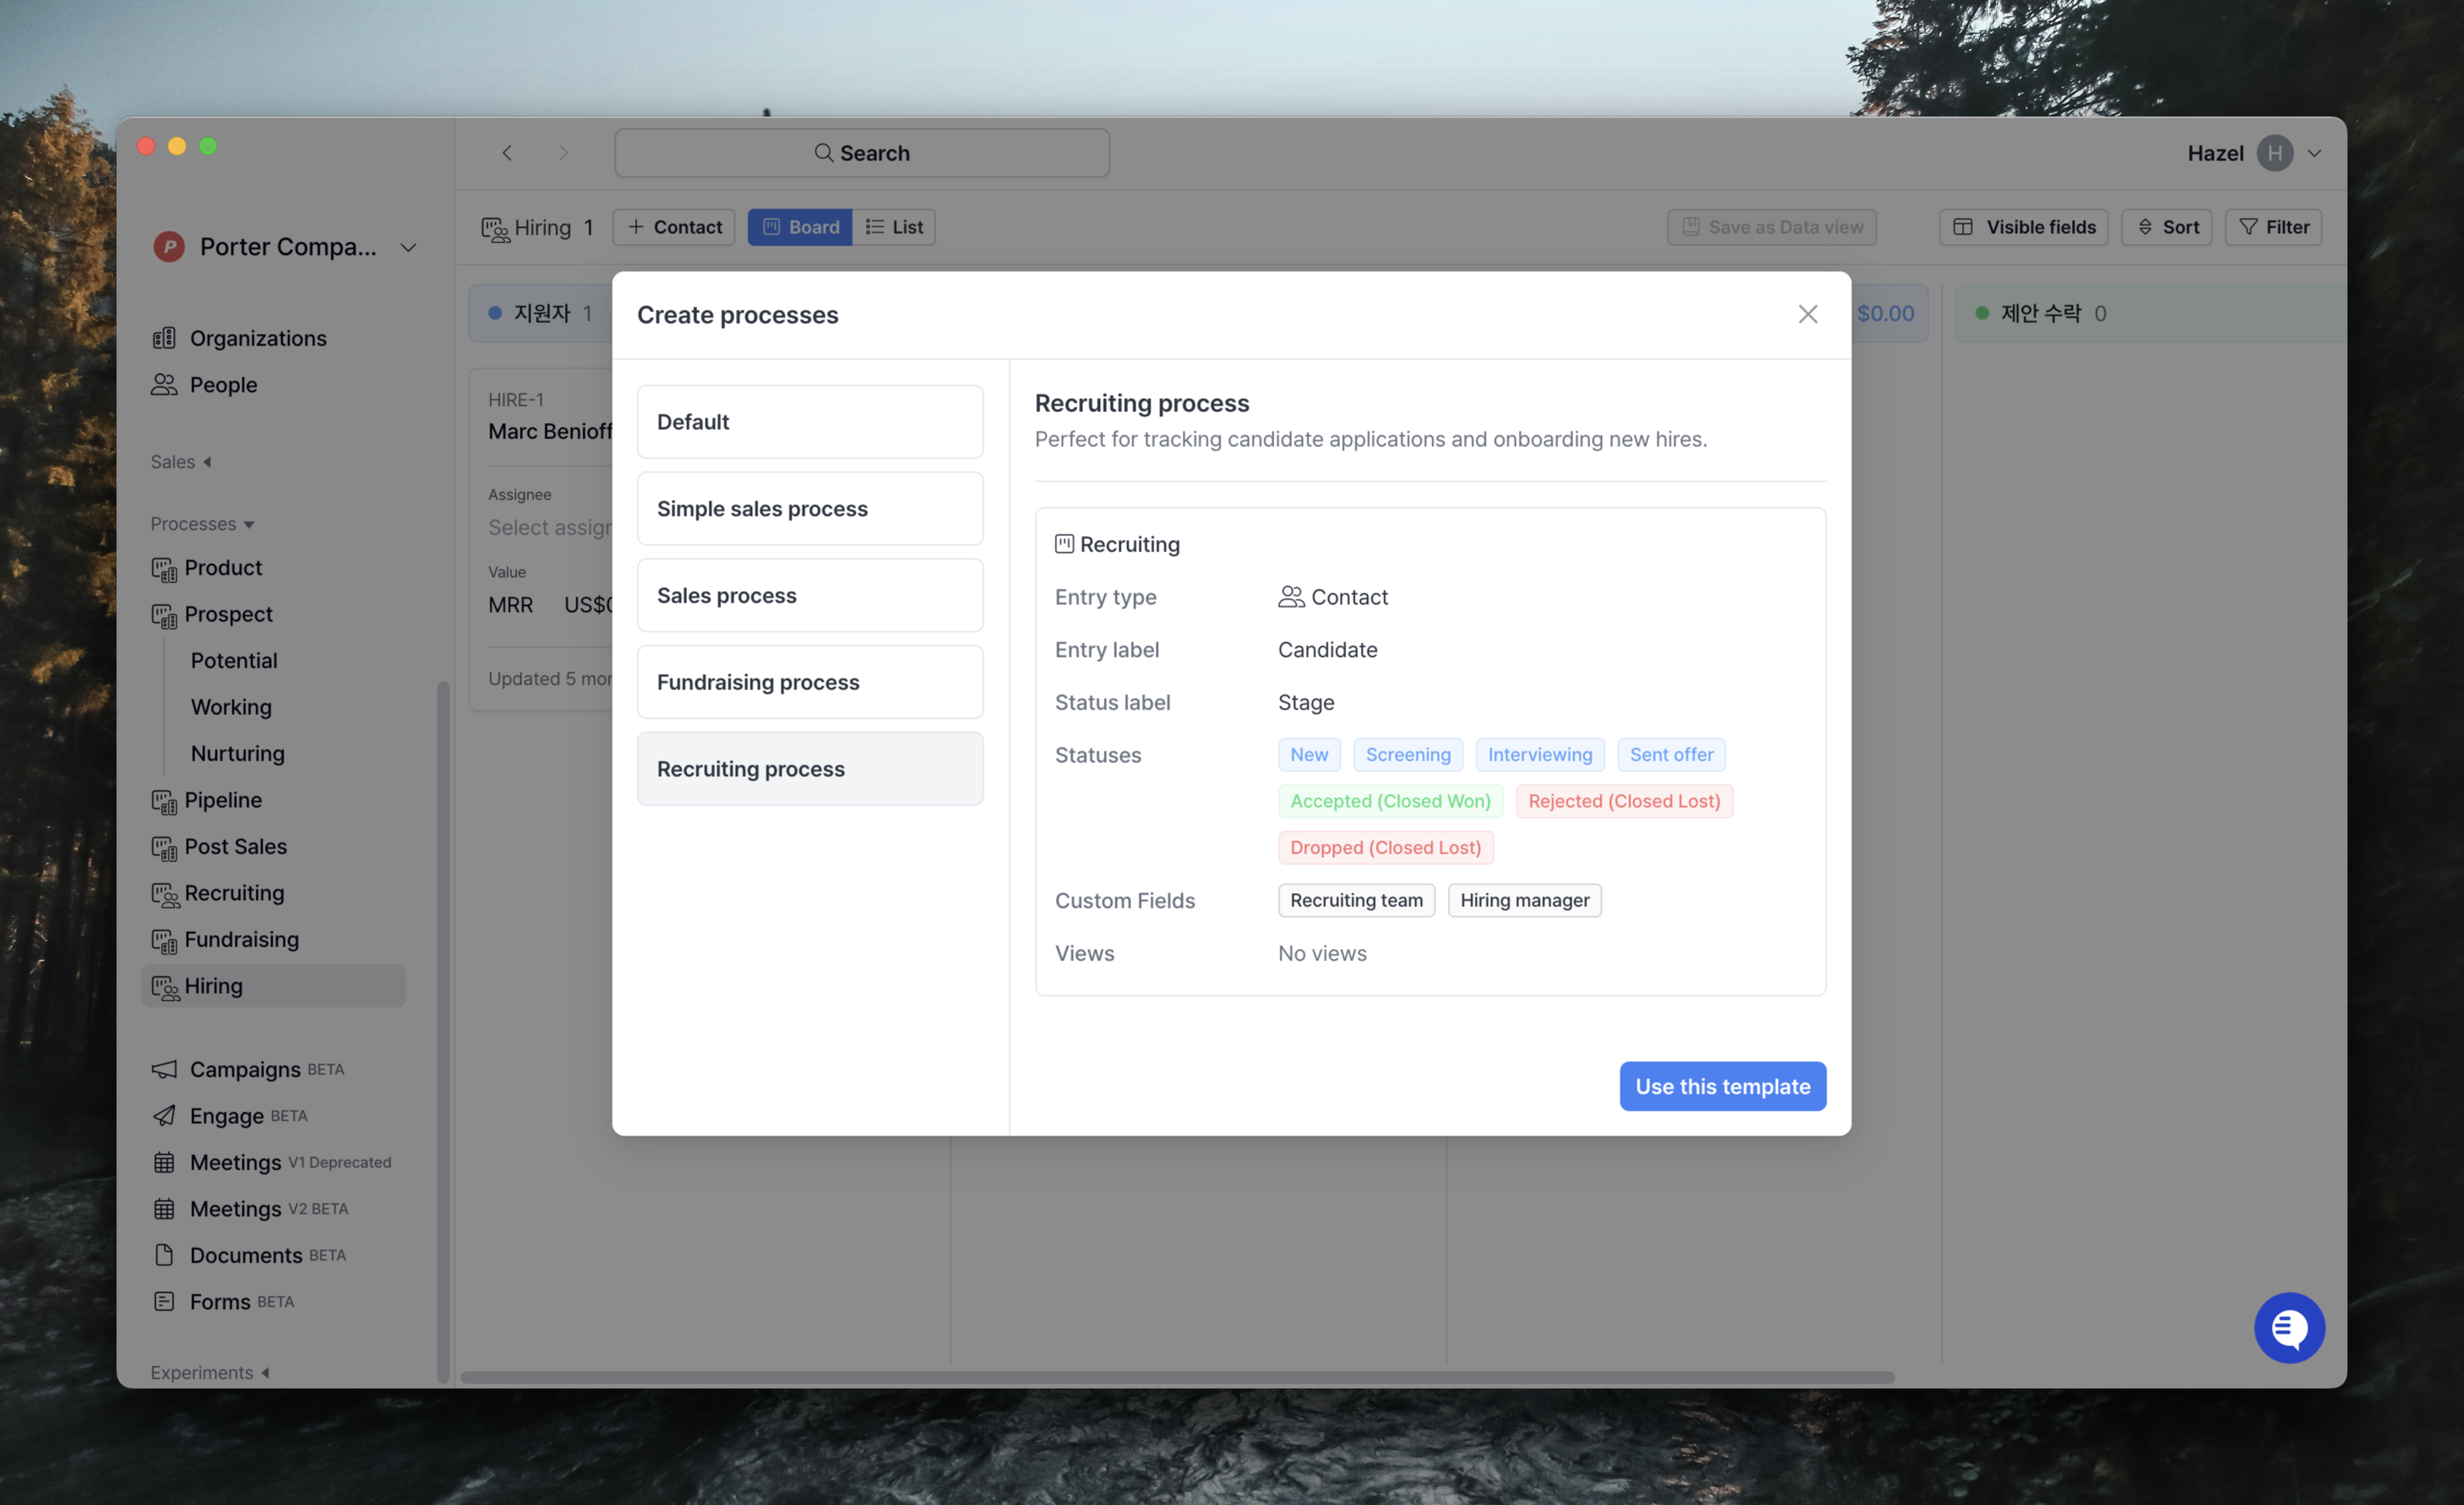 Search
Hazel H
P Porter Compa...
Hiring 1
Contact
Board
List
Save as Data view
Visible fields
Sort
Filter
Organizations
People
Sales
Processes
Product
Prospect
Potential
Working
Nurturing
Pipeline
Post Sales
Recruiting
Fundraising
Hiring
Campaigns BETA
Engage BETA
Meetings V1 Deprecated
Meetings V2 BETA
Documents BETA
Forms BETA
Experiments
지원자 1
HIRE-1
Marc Benioff
Assignee
Select
Value
MRR
Updated 5
$0.00
제안 수락 0
Create processes
Default
Simple sales process
Sales process
Fundraising process
Recruiting process
Recruiting process
Perfect for tracking candidate applications and onboarding new hires.
Recruiting
Entry type Contact
Entry label Candidate
Status label Stage
Statuses New Screening Interviewing Sent offer
Accepted (Closed Won) Rejected (Closed Lost)
Dropped (Closed Lost)
Custom Fields Recruiting team Hiring manager
Views No views
Use this template